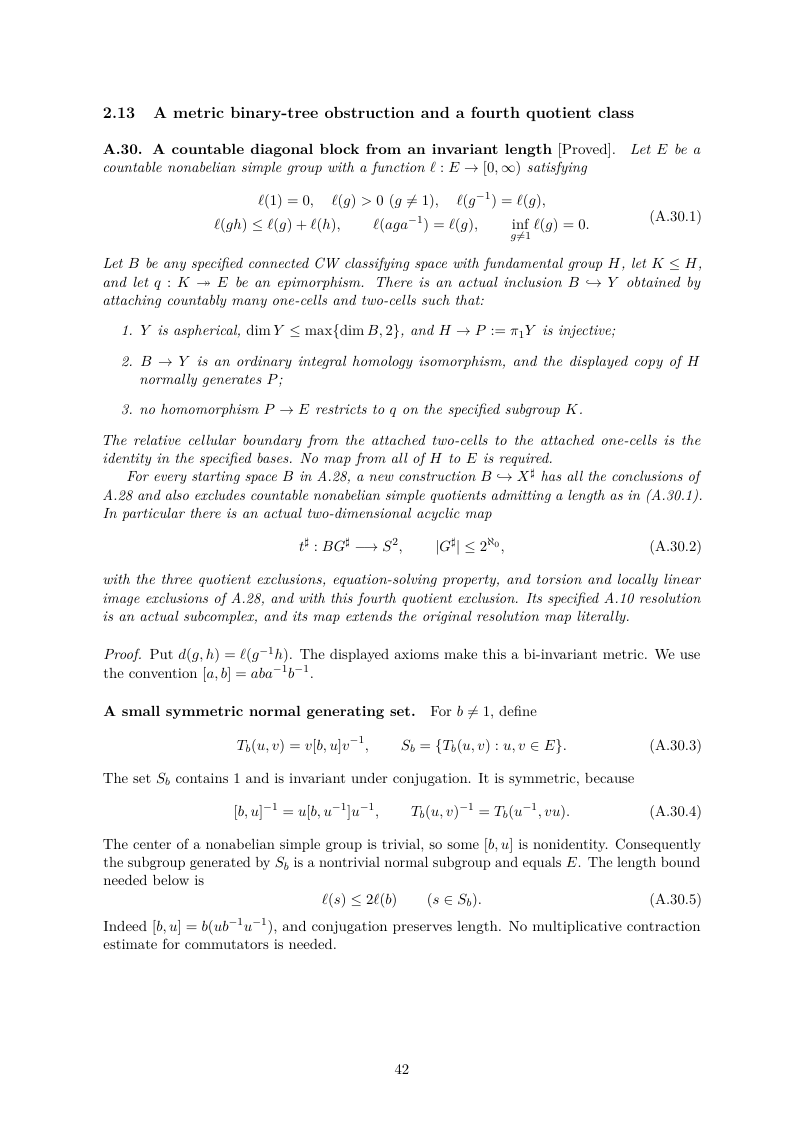 2.13 A metric binary-tree obstruction and a fourth quotient class
A.30. A countable diagonal block from an invariant length [Proved]. Let E be a
countable nonabelian simple group with a function ℓ : E → [0, ∞) satisfying
ℓ(1) = 0, ℓ(g) > 0 (g ≠ 1), ℓ(g⁻¹) = ℓ(g),
ℓ(gh) ≤ ℓ(g) + ℓ(h), ℓ(aga⁻¹) = ℓ(g), inf_{g≠1} ℓ(g) = 0. (A.30.1)
Let B be any specified connected CW classifying space with fundamental group H, let K ≤ H,
and let q : K ↠ E be an epimorphism. There is an actual inclusion B ↪ Y obtained by
attaching countably many one-cells and two-cells such that:
1. Y is aspherical, dim Y ≤ max{dim B, 2}, and H → P := π₁Y is injective;
2. B → Y is an ordinary integral homology isomorphism, and the displayed copy of H
normally generates P;
3. no homomorphism P → E restricts to q on the specified subgroup K.
The relative cellular boundary from the attached two-cells to the attached one-cells is the
identity in the specified bases. No map from all of H to E is required.
For every starting space B in A.28, a new construction B ↪ X^♯ has all the conclusions of
A.28 and also excludes countable nonabelian simple quotients admitting a length as in (A.30.1).
In particular there is an actual two-dimensional acyclic map
t^♯ : BG^♯ ⟶ S², |G^♯| ≤ 2^{ℵ₀}, (A.30.2)
with the three quotient exclusions, equation-solving property, and torsion and locally linear
image exclusions of A.28, and with this fourth quotient exclusion. Its specified A.10 resolution
is an actual subcomplex, and its map extends the original resolution map literally.
Proof. Put d(g, h) = ℓ(g⁻¹h). The displayed axioms make this a bi-invariant metric. We use
the convention [a, b] = aba⁻¹b⁻¹.
A small symmetric normal generating set. For b ≠ 1, define
T_b(u, v) = v[b, u]v⁻¹, S_b = {T_b(u, v) : u, v ∈ E}. (A.30.3)
The set S_b contains 1 and is invariant under conjugation. It is symmetric, because
[b, u]⁻¹ = u[b, u⁻¹]u⁻¹, T_b(u, v)⁻¹ = T_b(u⁻¹, vu). (A.30.4)
The center of a nonabelian simple group is trivial, so some [b, u] is nonidentity. Consequently
the subgroup generated by S_b is a nontrivial normal subgroup and equals E. The length bound
needed below is
ℓ(s) ≤ 2ℓ(b) (s ∈ S_b). (A.30.5)
Indeed [b, u] = b(ub⁻¹u⁻¹), and conjugation preserves length. No multiplicative contraction
estimate for commutators is needed.
42